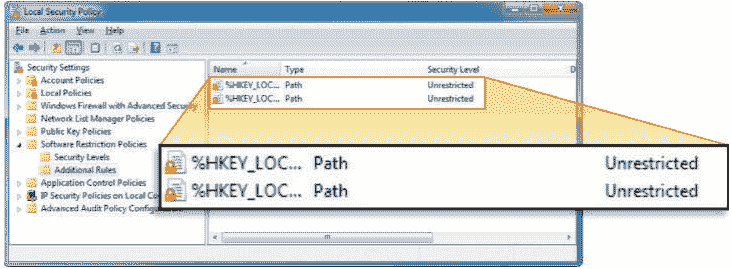 Local Security Policy
File Action View Help
Security Settings
Account Policies
Local Policies
Windows Firewall with Advanced Securi
Network List Manager Policies
Public Key Policies
Software Restriction Policies
Security Levels
Additional Rules
Application Control Policies
IP Security Policies on Local Co
Advanced Audit Policy Configu
Name Type Security Level D
%HKEY_LOC... Path Unrestricted
%HKEY_LOC... Path Unrestricted
%HKEY_LOC... Path Unrestricted
%HKEY_LOC... Path Unrestricted